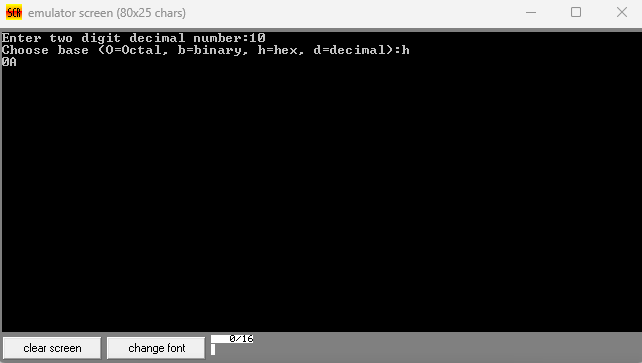 SCR emulator screen (80x25 chars)
Enter two digit decimal number:10
Choose base (O=Octal, b=binary, h=hex, d=decimal):h
0A
clear screen change font 0/16